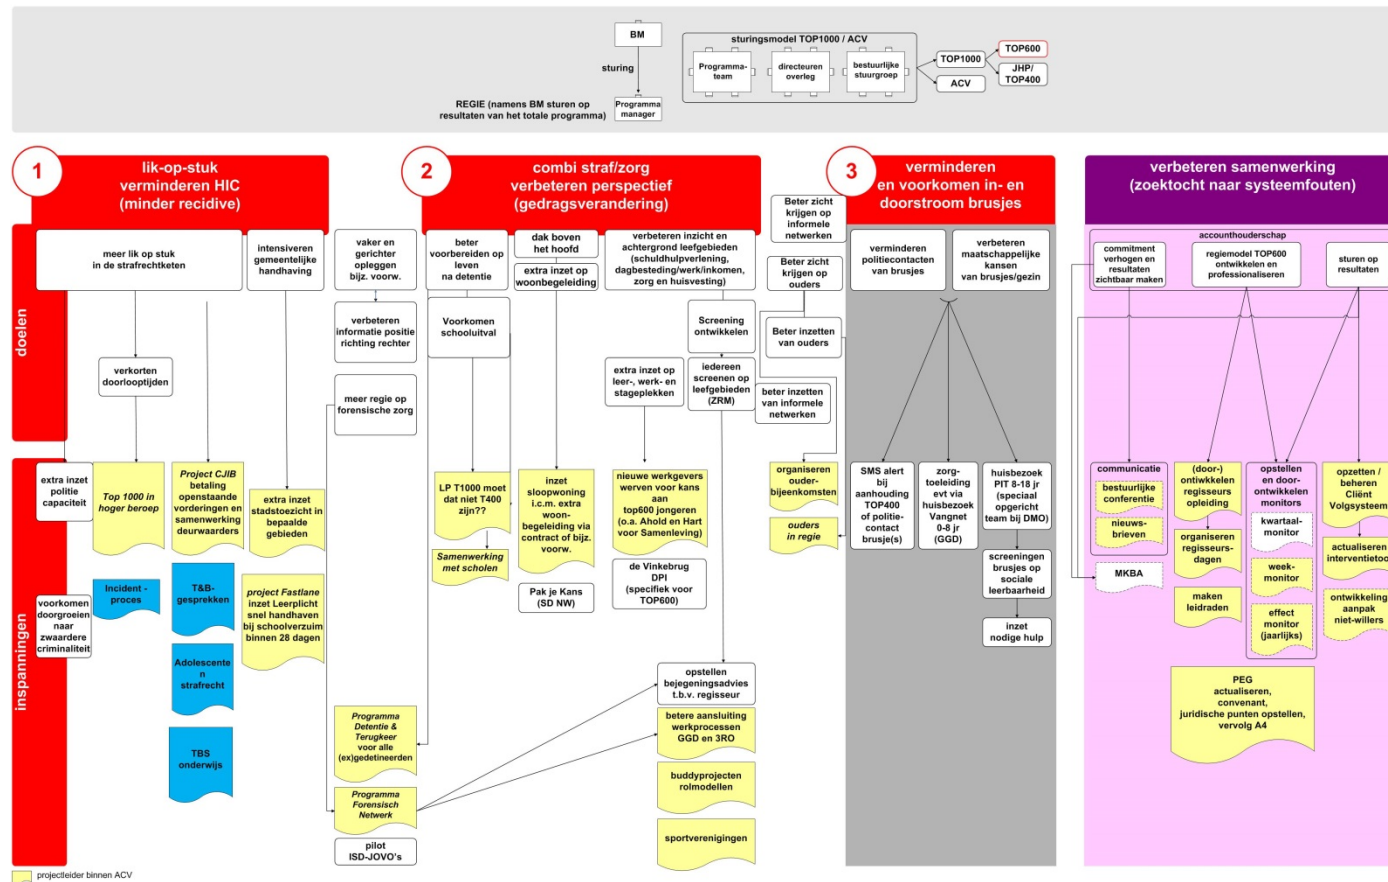 BM
sturing
REGIE (namens BM sturen op
resultaten van het totale programma)
Programma
manager
sturingsmodel TOP1000 / ACV
Programma-
team
directeuren
overleg
bestuurlijke
stuurgroep
TOP1000
ACV
TOP600
JHP/
TOP400
1
lik-op-stuk
verminderen HIC
(minder recidive)
2
combi straf/zorg
verbeteren perspectief
(gedragsverandering)
3
verminderen
en voorkomen in- en
doorstroom brusjes
verbeteren samenwerking
(zoektocht naar systeemfouten)
doelen
meer lik op stuk
in de strafrechtketen
intensiveren
gemeentelijke
handhaving
vaker en
gerichter
opleggen
bijz. voorw.
beter
voorbereiden op
leven
na detentie
dak boven
het hoofd
extra inzet op
woonbegeleiding
verbeteren inzicht en
achtergrond leefgebieden
(schuldhulpverlening,
dagbesteding/werk/inkomen,
zorg en huisvesting)
Beter zicht
krijgen op
informele
netwerken
Beter zicht
krijgen op
ouders
verminderen
politiecontacten
van brusjes
verbeteren
maatschappelijke
kansen
van brusjes/gezin
accounthouderschap
commitment
verhogen en
resultaten
zichtbaar maken
regiemodel TOP600
ontwikkelen en
professionaliseren
sturen op
resultaten
verkorten
doorlooptijden
verbeteren
informatie positie
richting rechter
meer regie op
forensische zorg
Voorkomen
schooluitval
Screening
ontwikkelen
extra inzet op
leer-, werk- en
stageplekken
iedereen
screenen op
leefgebieden
(ZRM)
Beter inzetten
van ouders
beter inzetten
van informele
netwerken
inspanningen
extra inzet
politie
capaciteit
Top 1000 in
hoger beroep
Project CJIB
betaling
openstaande
vorderingen en
samenwerking
deurwaarders
extra inzet
stadstoezicht in
bepaalde
gebieden
LP T1000 moet
dat niet T400
zijn??
Samenwerking
met scholen
inzet
sloopwoning
i.c.m. extra
woon-
begeleiding via
contract of bijz.
voorw.
Pak je Kans
(SD NW)
nieuwe werkgevers
werven voor kans
aan
top600 jongeren
(o.a. Ahold en Hart
voor Samenleving)
de Vinkebrug
DPI
(specifiek voor
TOP600)
organiseren
ouder-
bijeenkomsten
ouders
in regie
SMS alert
bij
aanhouding
TOP400
of politie-
contact
brusje(s)
zorg-
toeleiding
evt via
huisbezoek
Vangnet
0-8 jr
(GGD)
huisbezoek
PIT 8-18 jr
(speciaal
opgericht
team bij DMO)
screeningen
brusjes op
sociale
leerbaarheid
inzet
nodige hulp
communicatie
bestuurlijke
conferentie
nieuws-
brieven
MKBA
(door-)
ontiwkkelen
regisseurs
opleiding
organiseren
regisseurs-
dagen
maken
leidraden
opstellen
en door-
ontwikkelen
monitors
kwartaal-
monitor
week-
monitor
effect
monitor
(jaarlijks)
opzetten /
beheren
Cliënt
Volgsysteem
actualiseren
interventietool
ontwikkeling
aanpak
niet-willers
voorkomen
doorgroeien
naar
zwaardere
criminaliteit
Incident -
proces
T&B-
gesprekken
Adolescente
n
strafrecht
TBS
onderwijs
project Fastlane
inzet Leerplicht
snel handhaven
bij schoolverzuim
binnen 28 dagen
Programma
Detentie &
Terugkeer
voor alle
(ex)gedetineerden
Programma
Forensisch
Netwerk
pilot
ISD-JOVO's
opstellen
bejegeningsadvies
t.b.v. regisseur
betere aansluiting
werkprocessen
GGD en 3RO
buddyprojecten
rolmodellen
sportverenigingen
PEG
actualiseren,
convenant,
juridische punten opstellen,
vervolg A4
projectleider binnen ACV